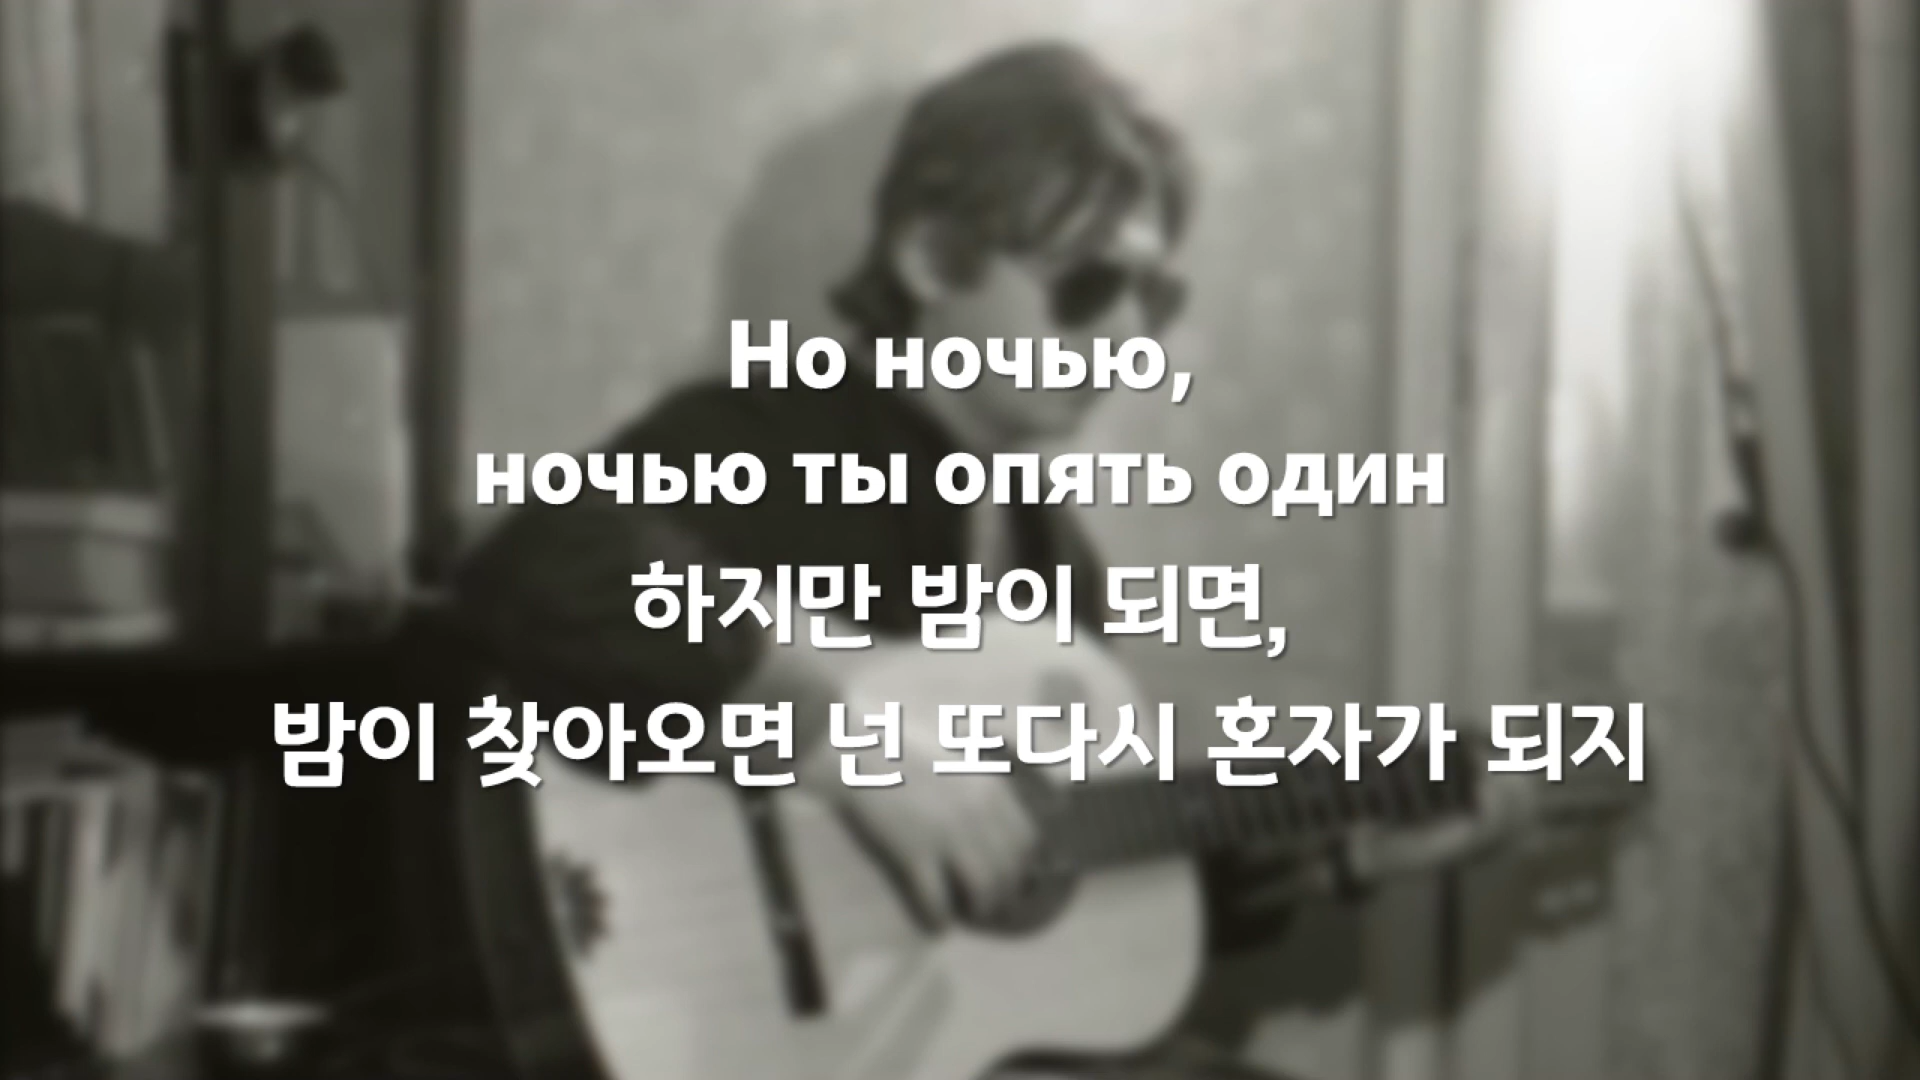 Но ночью,
ночью ты опять один
하지만 밤이 되면,
밤이 찾아오면 넌 또다시 혼자가 되지